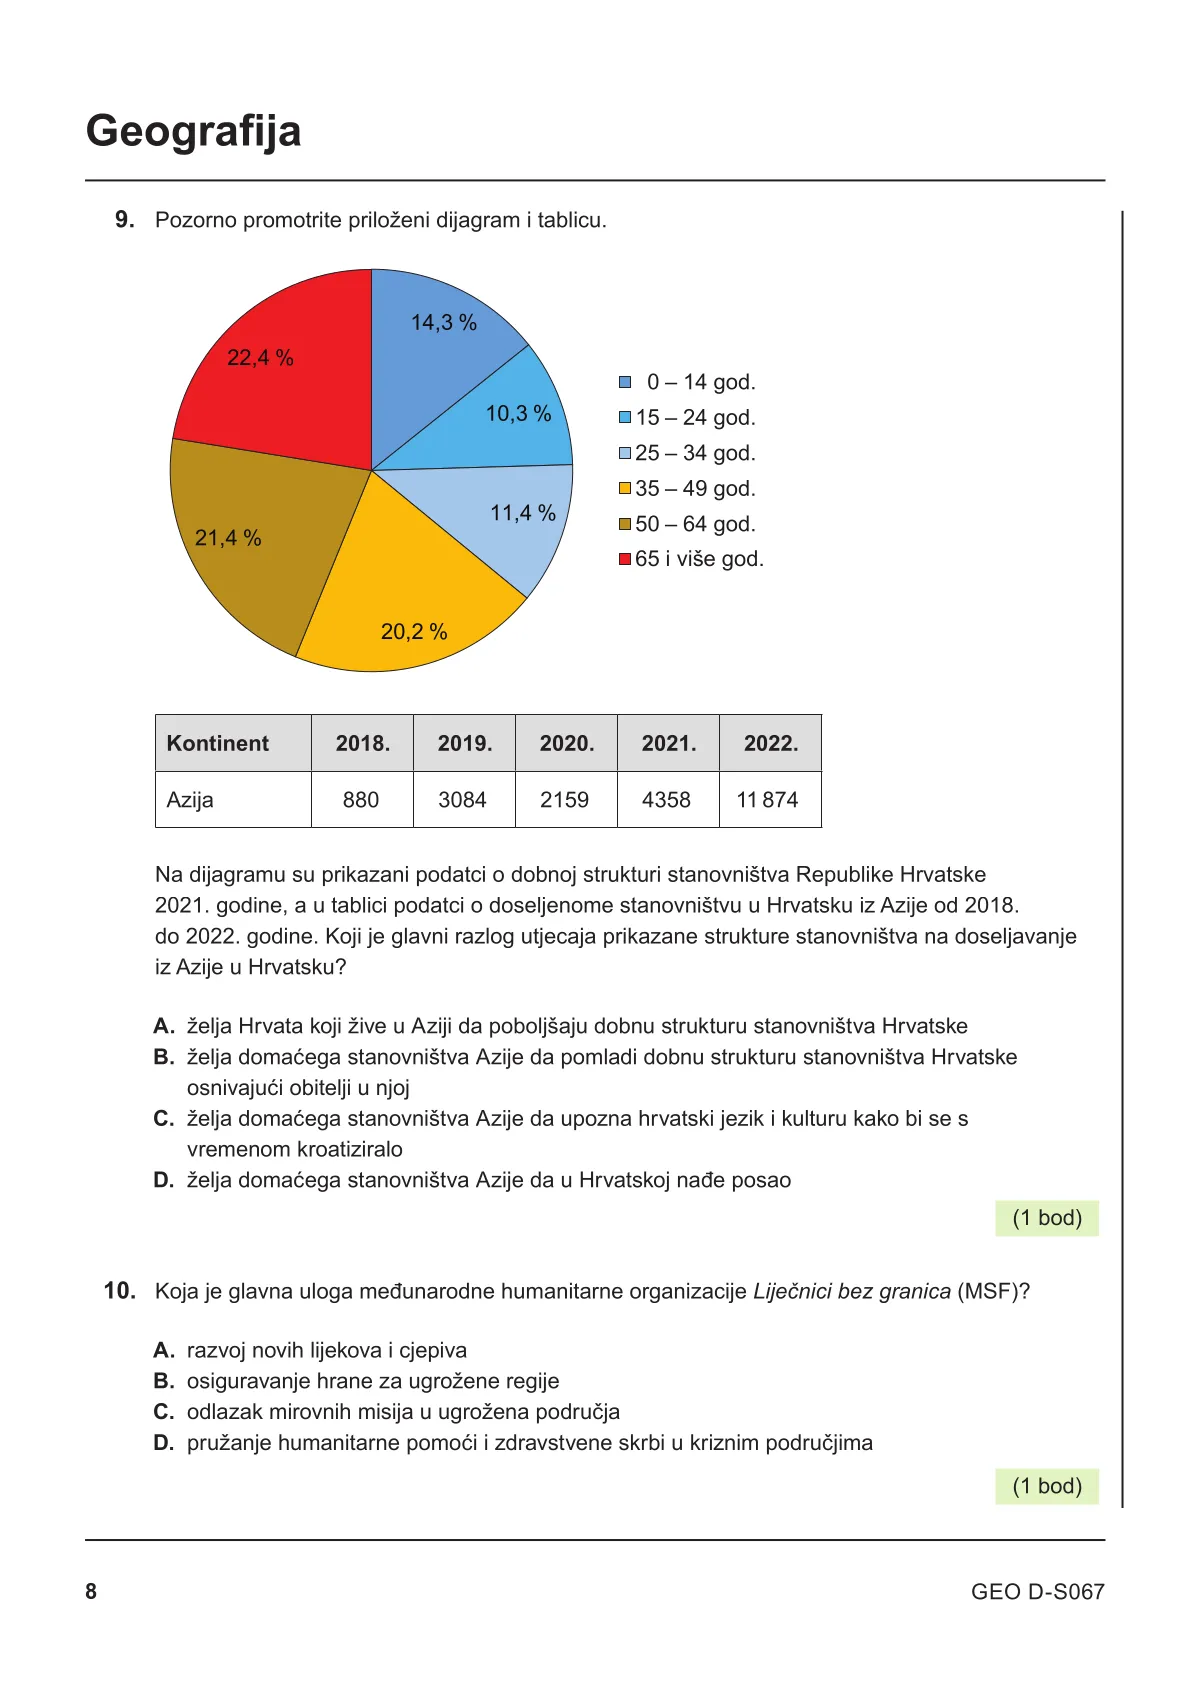 Geografija
9. Pozorno promotrite priloženi dijagram i tablicu.
14,3 %
22,4 %
10,3 %
11,4 %
21,4 %
20,2 %
0 – 14 god.
15 – 24 god.
25 – 34 god.
35 – 49 god.
50 – 64 god.
65 i više god.
Kontinent 2018. 2019. 2020. 2021. 2022.
Azija 880 3084 2159 4358 11 874
Na dijagramu su prikazani podatci o dobnoj strukturi stanovništva Republike Hrvatske
2021. godine, a u tablici podatci o doseljenome stanovništvu u Hrvatsku iz Azije od 2018.
do 2022. godine. Koji je glavni razlog utjecaja prikazane strukture stanovništva na doseljavanje
iz Azije u Hrvatsku?
A. želja Hrvata koji žive u Aziji da poboljšaju dobnu strukturu stanovništva Hrvatske
B. želja domaćega stanovništva Azije da pomladi dobnu strukturu stanovništva Hrvatske
osnivajući obitelji u njoj
C. želja domaćega stanovništva Azije da upozna hrvatski jezik i kulturu kako bi se s
vremenom kroatiziralo
D. želja domaćega stanovništva Azije da u Hrvatskoj nađe posao
(1 bod)
10. Koja je glavna uloga međunarodne humanitarne organizacije Liječnici bez granica (MSF)?
A. razvoj novih lijekova i cjepiva
B. osiguravanje hrane za ugrožene regije
C. odlazak mirovnih misija u ugrožena područja
D. pružanje humanitarne pomoći i zdravstvene skrbi u kriznim područjima
(1 bod)
8
GEO D-S067